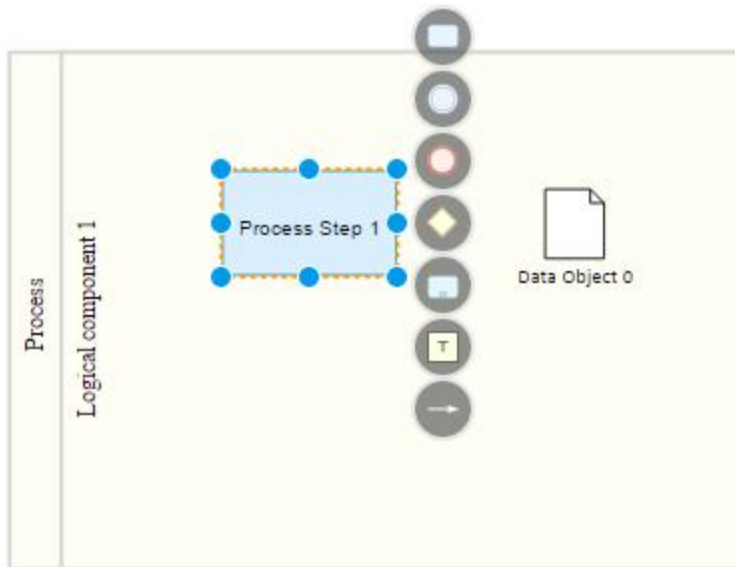 Process
Logical component 1
Process Step 1
T
Data Object 0